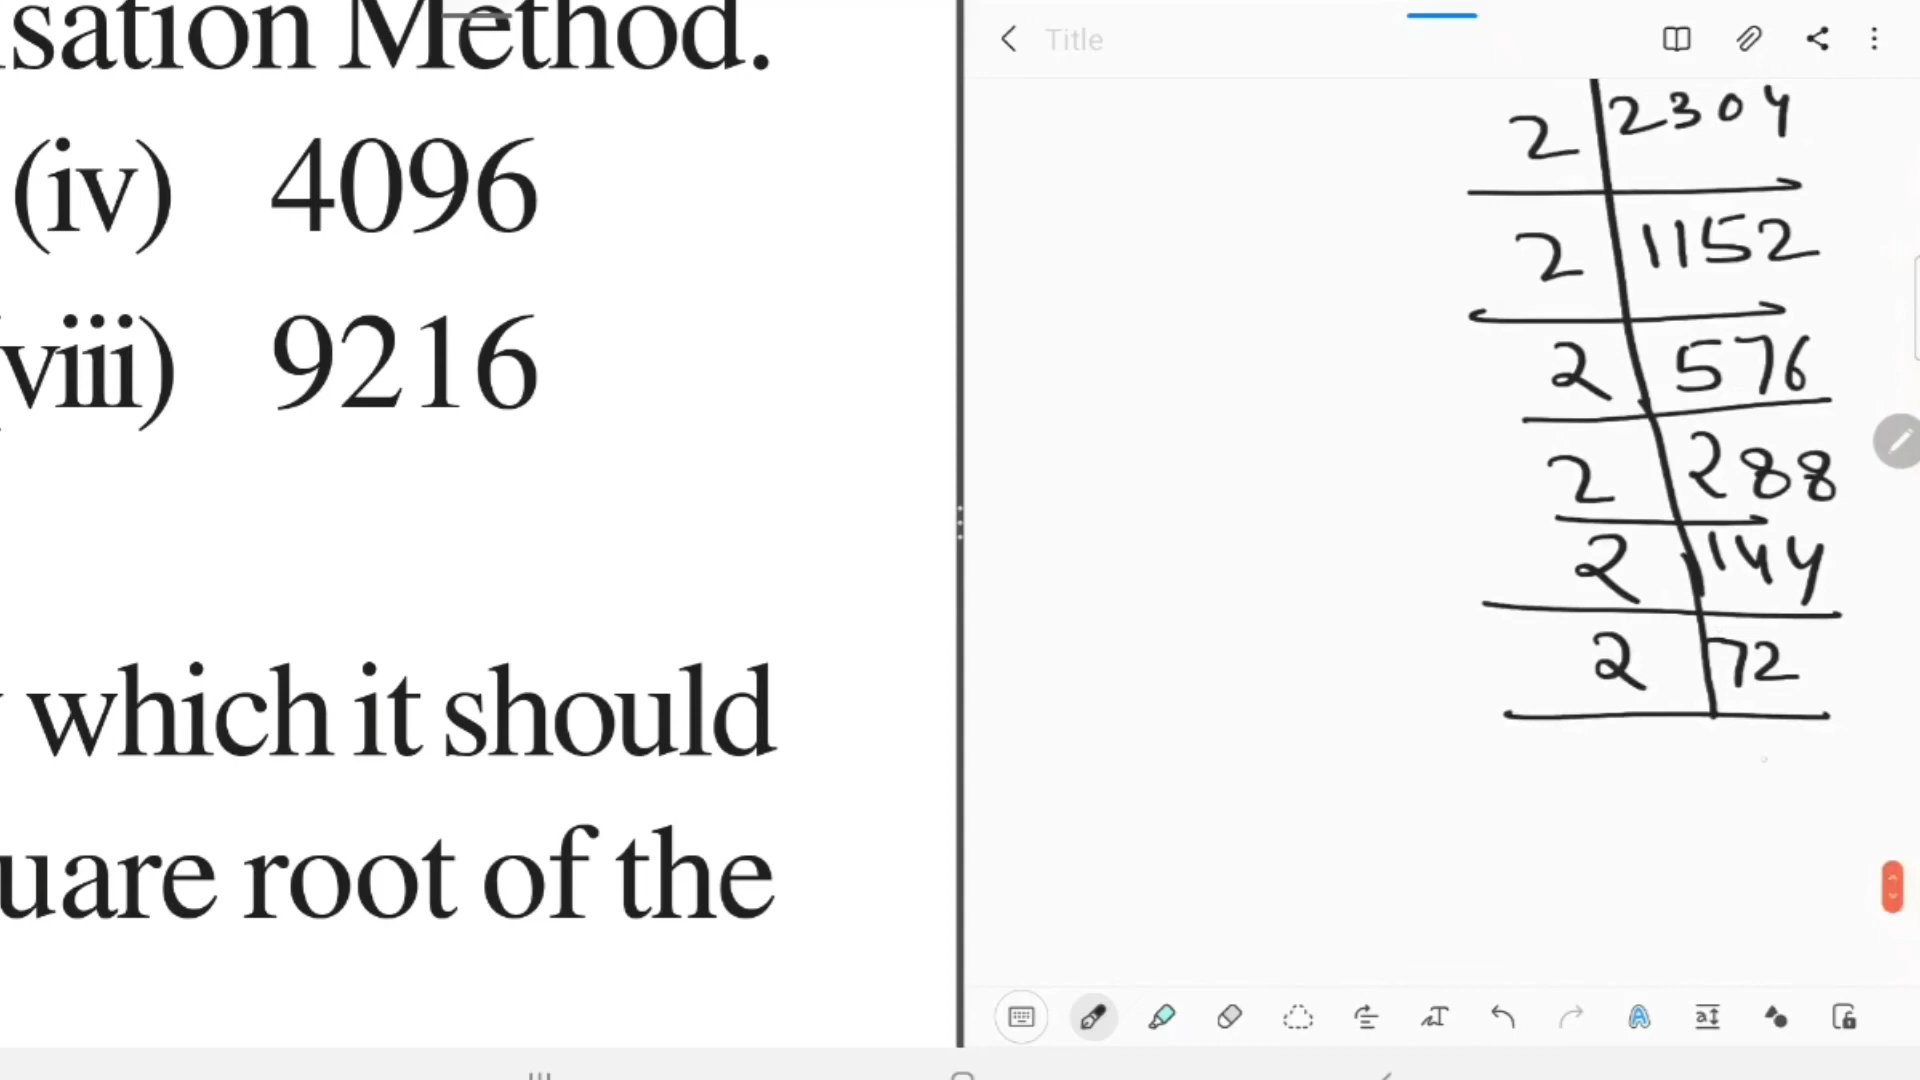 sation Method.
(iv) 4096
viii) 9216
which it should
uare root of the
Title
2 2304
2 1152
2 576
2 288
2 144
2 72